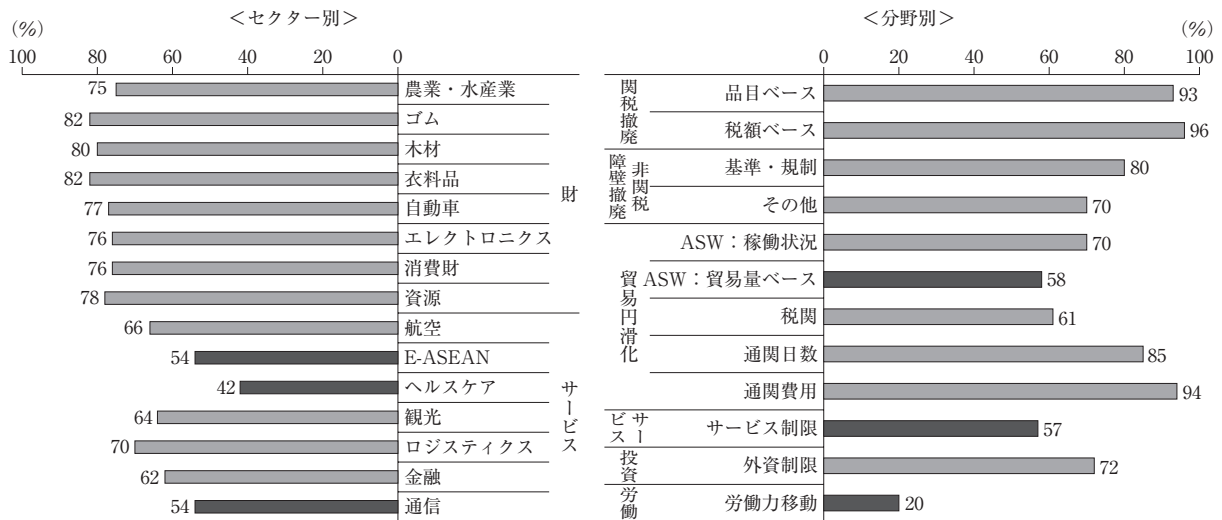 ＜セクター別＞
(%)
100 80 60 40 20 0
75 農業・水産業
82 ゴム
80 木材
82 衣料品
77 自動車
76 エレクトロニクス
76 消費財
78 資源
財
66 航空
54 E-ASEAN
42 ヘルスケア
64 観光
70 ロジスティクス
62 金融
54 通信
サービス
＜分野別＞
(%)
0 20 40 60 80 100
関税撤廃
品目ベース 93
税額ベース 96
非関税
障壁撤廃
基準・規制 80
その他 70
貿易円滑化
ASW：稼働状況 70
ASW：貿易量ベース 58
税関 61
通関日数 85
通関費用 94
サー
ビス
サービス制限 57
投資
外資制限 72
労働
労働力移動 20